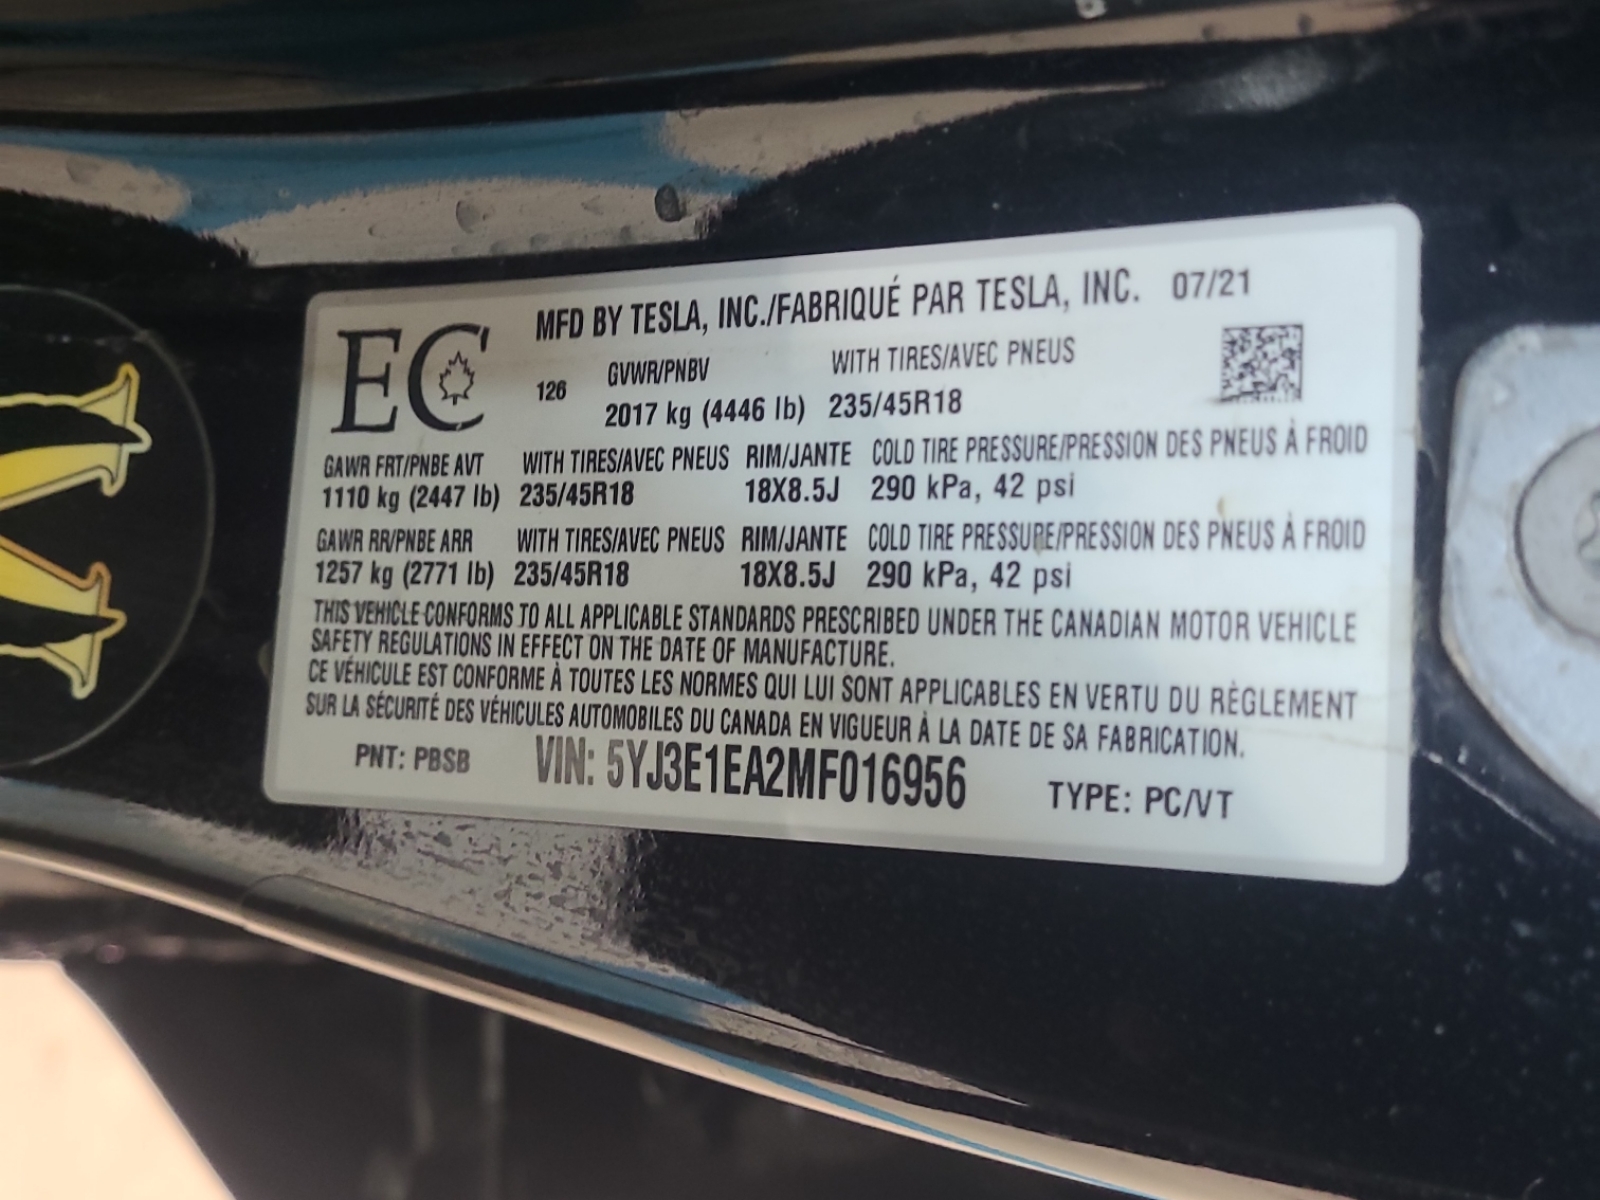 MFD BY TESLA, INC./FABRIQUÉ PAR TESLA, INC. 07/21
EC
126
GVWR/PNBV WITH TIRES/AVEC PNEUS
2017 kg (4446 lb) 235/45R18
GAWR FRT/PNBE AVT WITH TIRES/AVEC PNEUS RIM/JANTE COLD TIRE PRESSURE/PRESSION DES PNEUS À FROID
1110 kg (2447 lb) 235/45R18 18X8.5J 290 kPa, 42 psi
GAWR RR/PNBE ARR WITH TIRES/AVEC PNEUS RIM/JANTE COLD TIRE PRESSURE/PRESSION DES PNEUS À FROID
1257 kg (2771 lb) 235/45R18 18X8.5J 290 kPa, 42 psi
THIS VEHICLE CONFORMS TO ALL APPLICABLE STANDARDS PRESCRIBED UNDER THE CANADIAN MOTOR VEHICLE
SAFETY REGULATIONS IN EFFECT ON THE DATE OF MANUFACTURE.
CE VÉHICULE EST CONFORME À TOUTES LES NORMES QUI LUI SONT APPLICABLES EN VERTU DU RÈGLEMENT
SUR LA SÉCURITÉ DES VÉHICULES AUTOMOBILES DU CANADA EN VIGUEUR À LA DATE DE SA FABRICATION.
PNT: PBSB VIN: 5YJ3E1EA2MF016956 TYPE: PC/VT